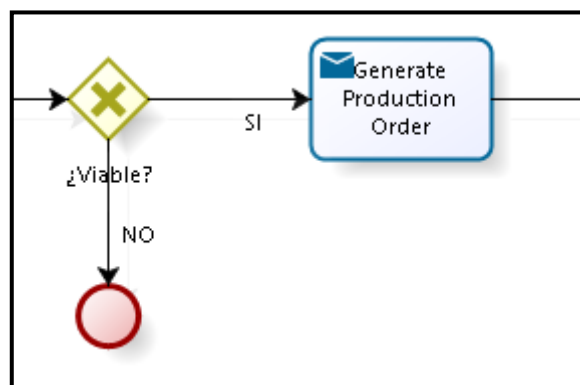 Generate
Production
Order
SI
¿Viable?
NO